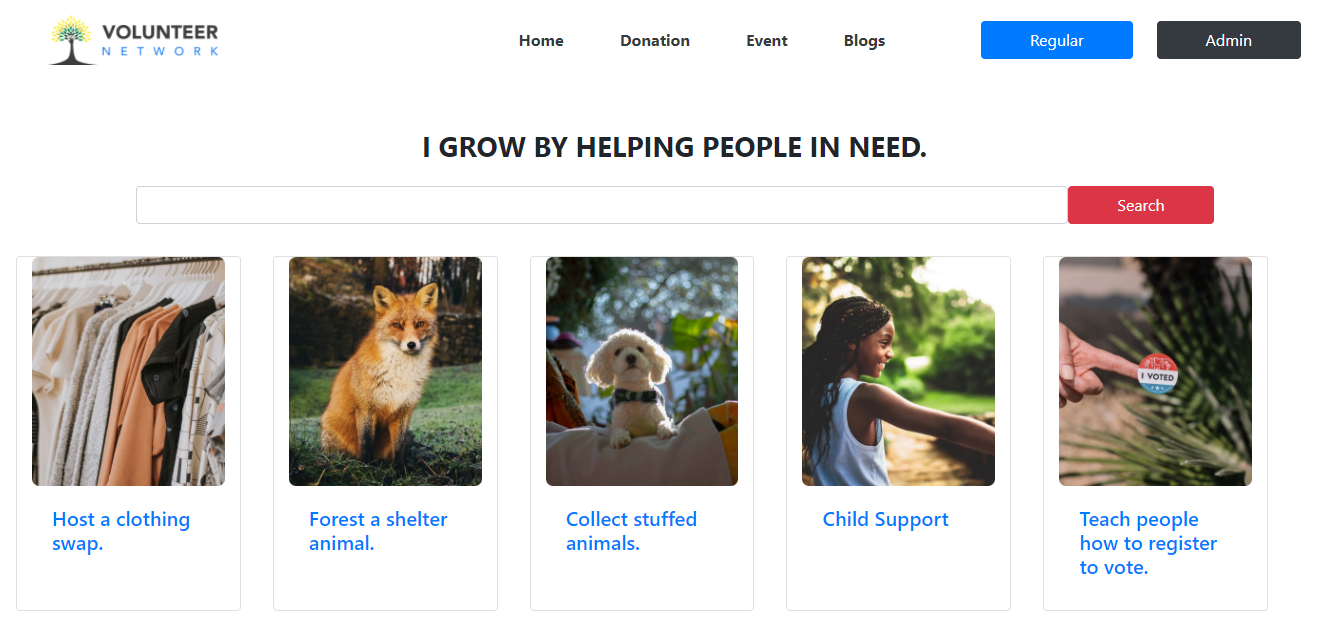 VOLUNTEER
NETWORK
Home Donation Event Blogs Regular Admin
I GROW BY HELPING PEOPLE IN NEED.
Search
I VOTED
Host a clothing
swap.
Forest a shelter
animal.
Collect stuffed
animals.
Child Support
Teach people
how to register
to vote.